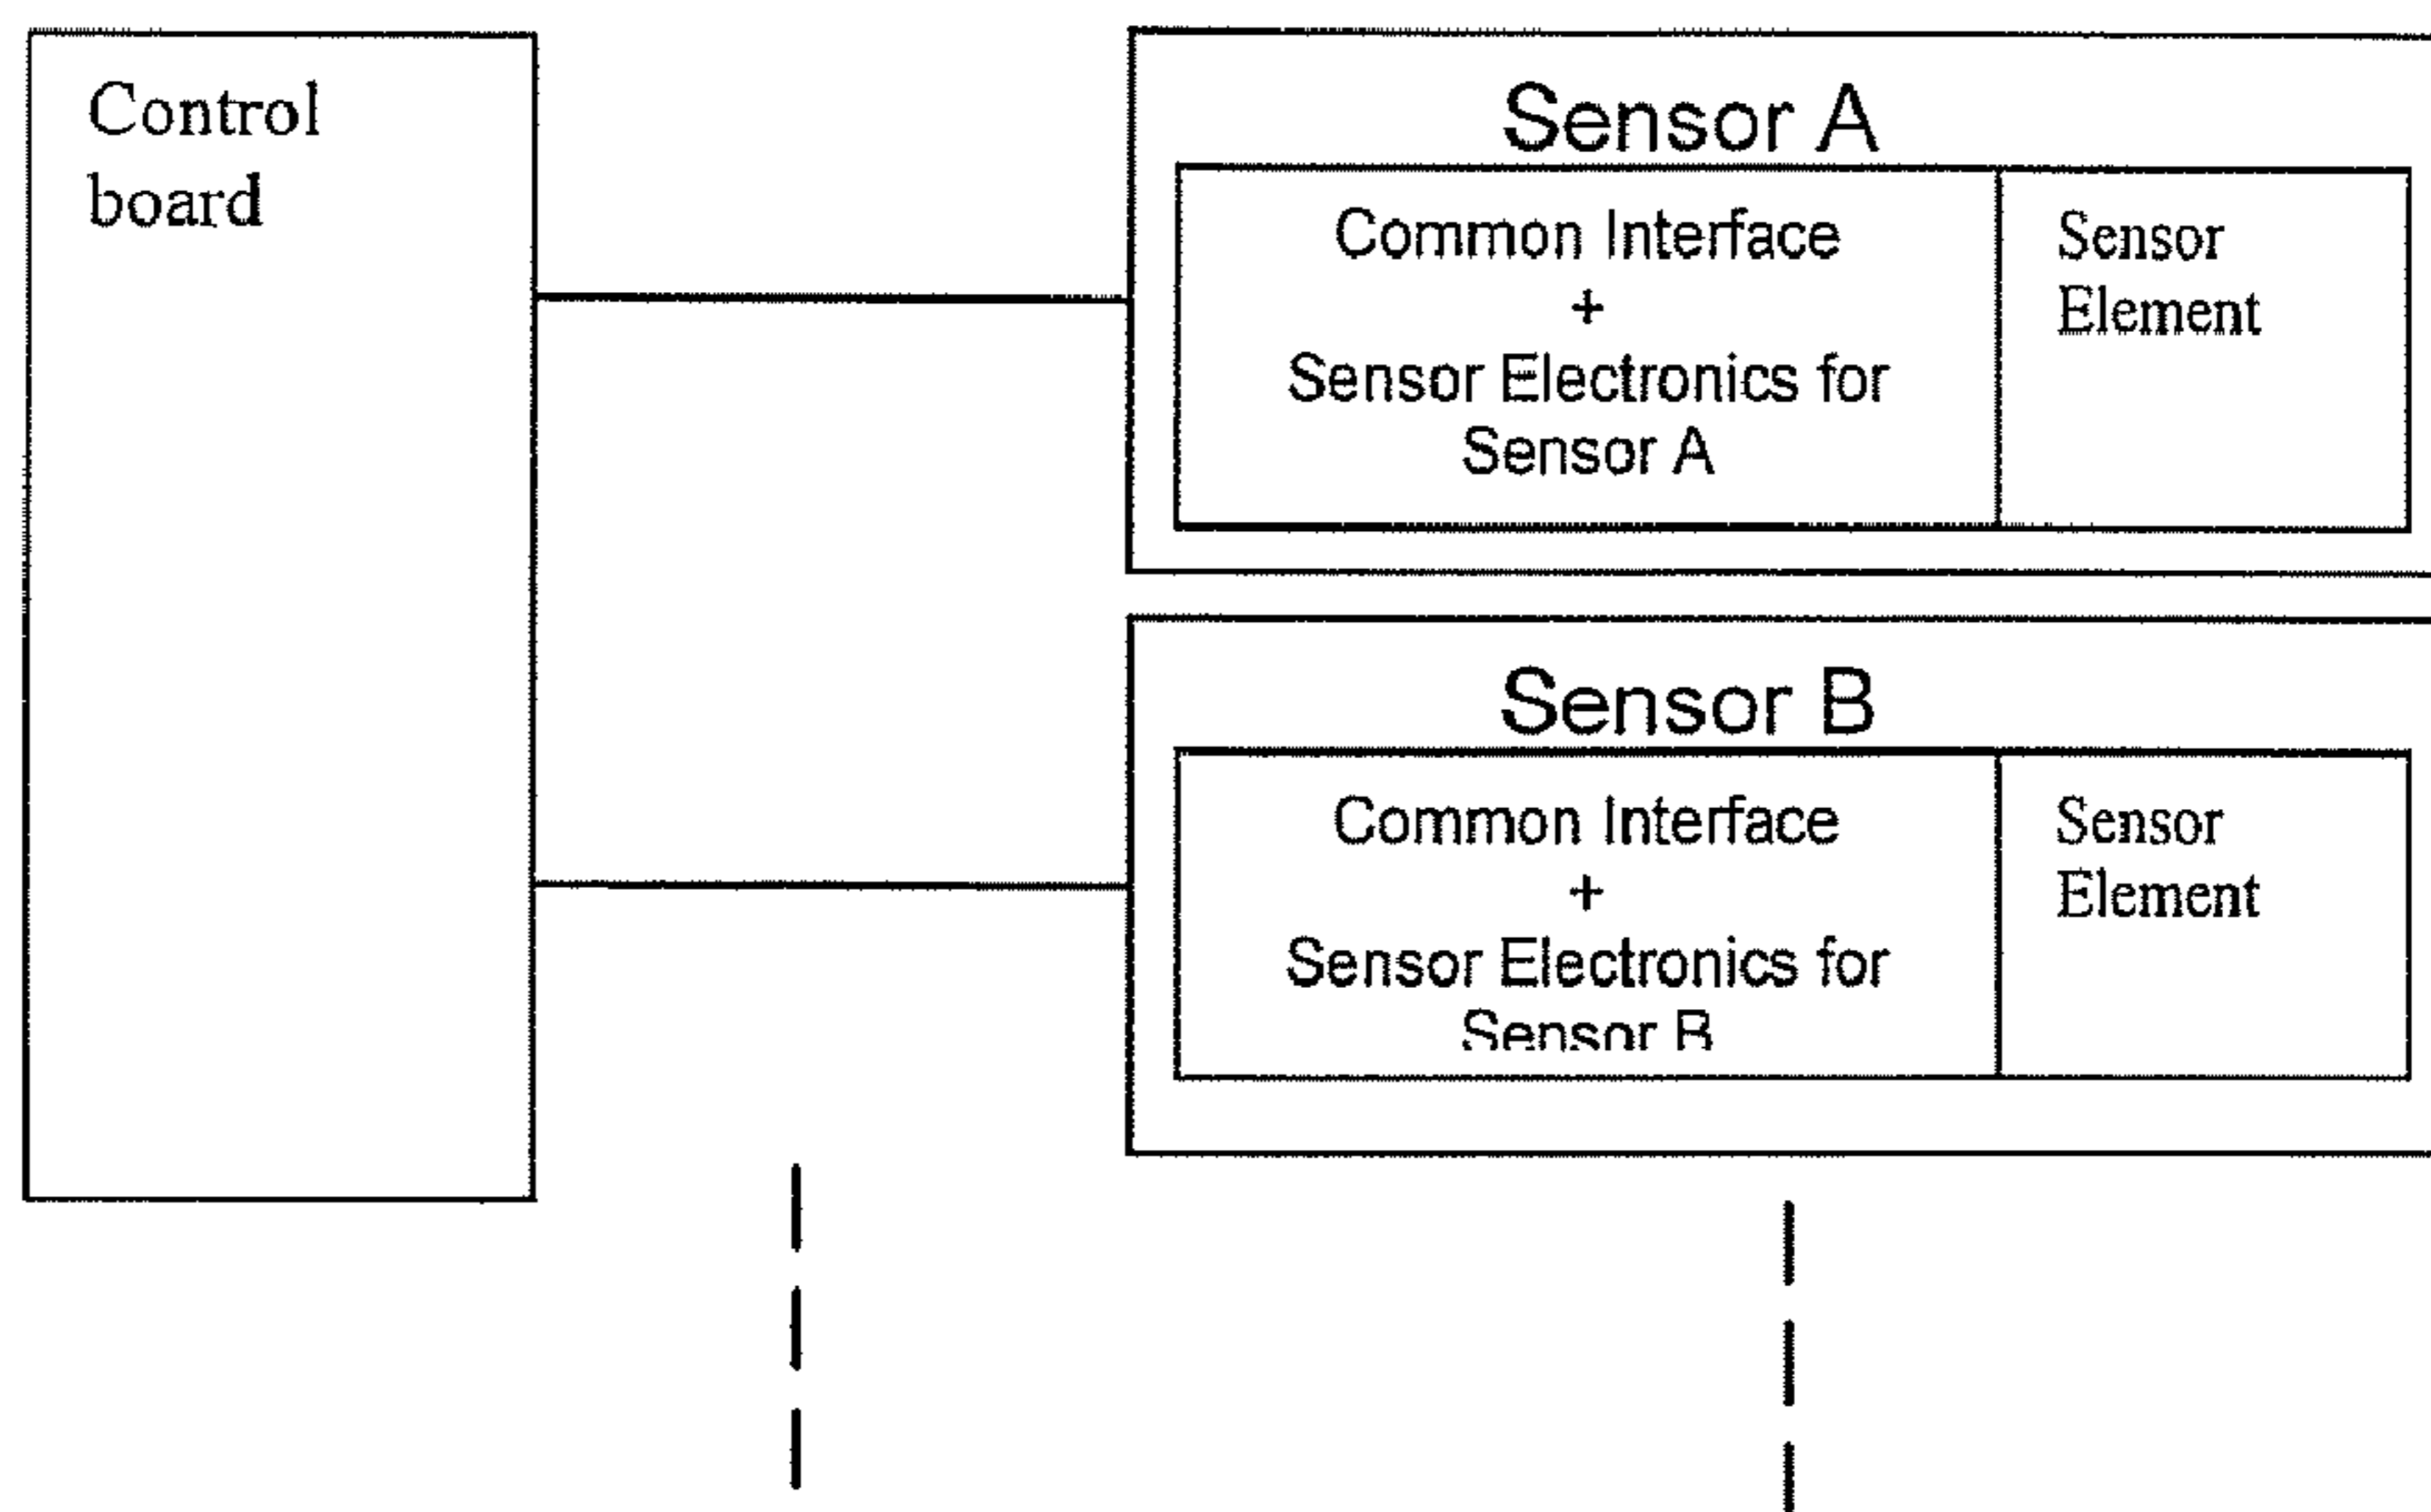 Control
board
Sensor A
Common Interface
+
Sensor Electronics for
Sensor A
Sensor
Element
Sensor B
Common Interface
+
Sensor Electronics for
Sensor B
Sensor
Element